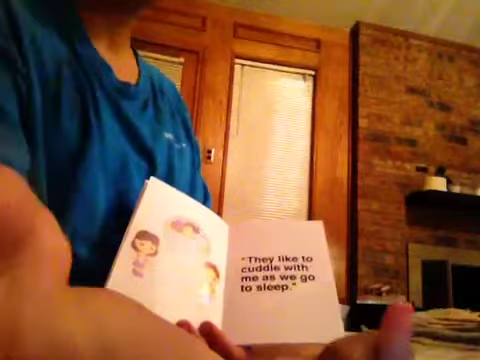 "They like to
cuddle with
me as we go
to sleep."